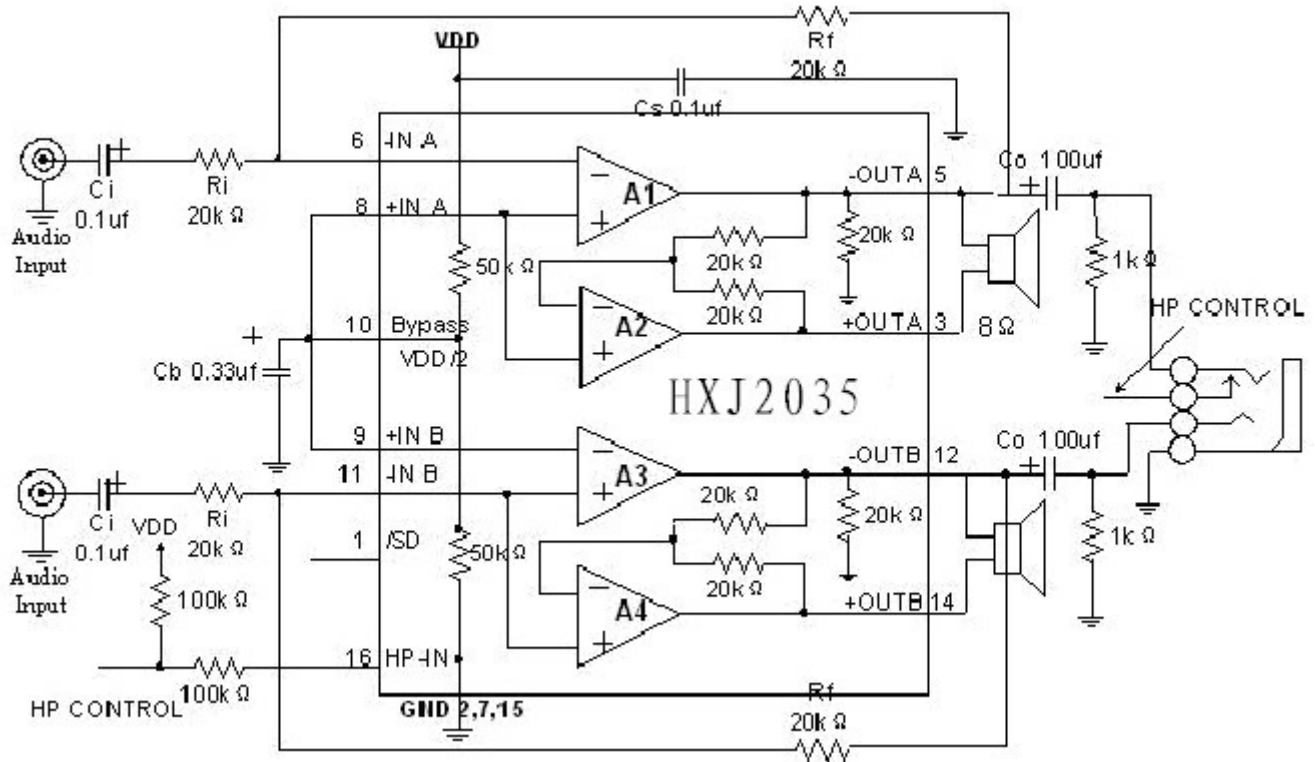 VDD
Rf
20k Ω
Cs 0.1uf
6 -IN A
Ci
0.1uf
Ri
20k Ω
Audio
Input
8 +IN A
A1
-OUTA 5
Co 100uf
50k Ω
20k Ω
20k Ω
20k Ω
1k Ω
10 Bypass
VDD/2
A2
+OUTA 3
8 Ω
HP CONTROL
Cb 0.33uf
HXJ2035
9 +IN B
A3
-OUTB 12
Co 100uf
11 -IN B
Ci
0.1uf
Ri
20k Ω
Audio
Input
VDD
1 /SD
50k Ω
20k Ω
20k Ω
20k Ω
1k Ω
100k Ω
A4
+OUTB 14
16 HP-IN
100k Ω
HP CONTROL
GND 2,7,15
Rf
20k Ω